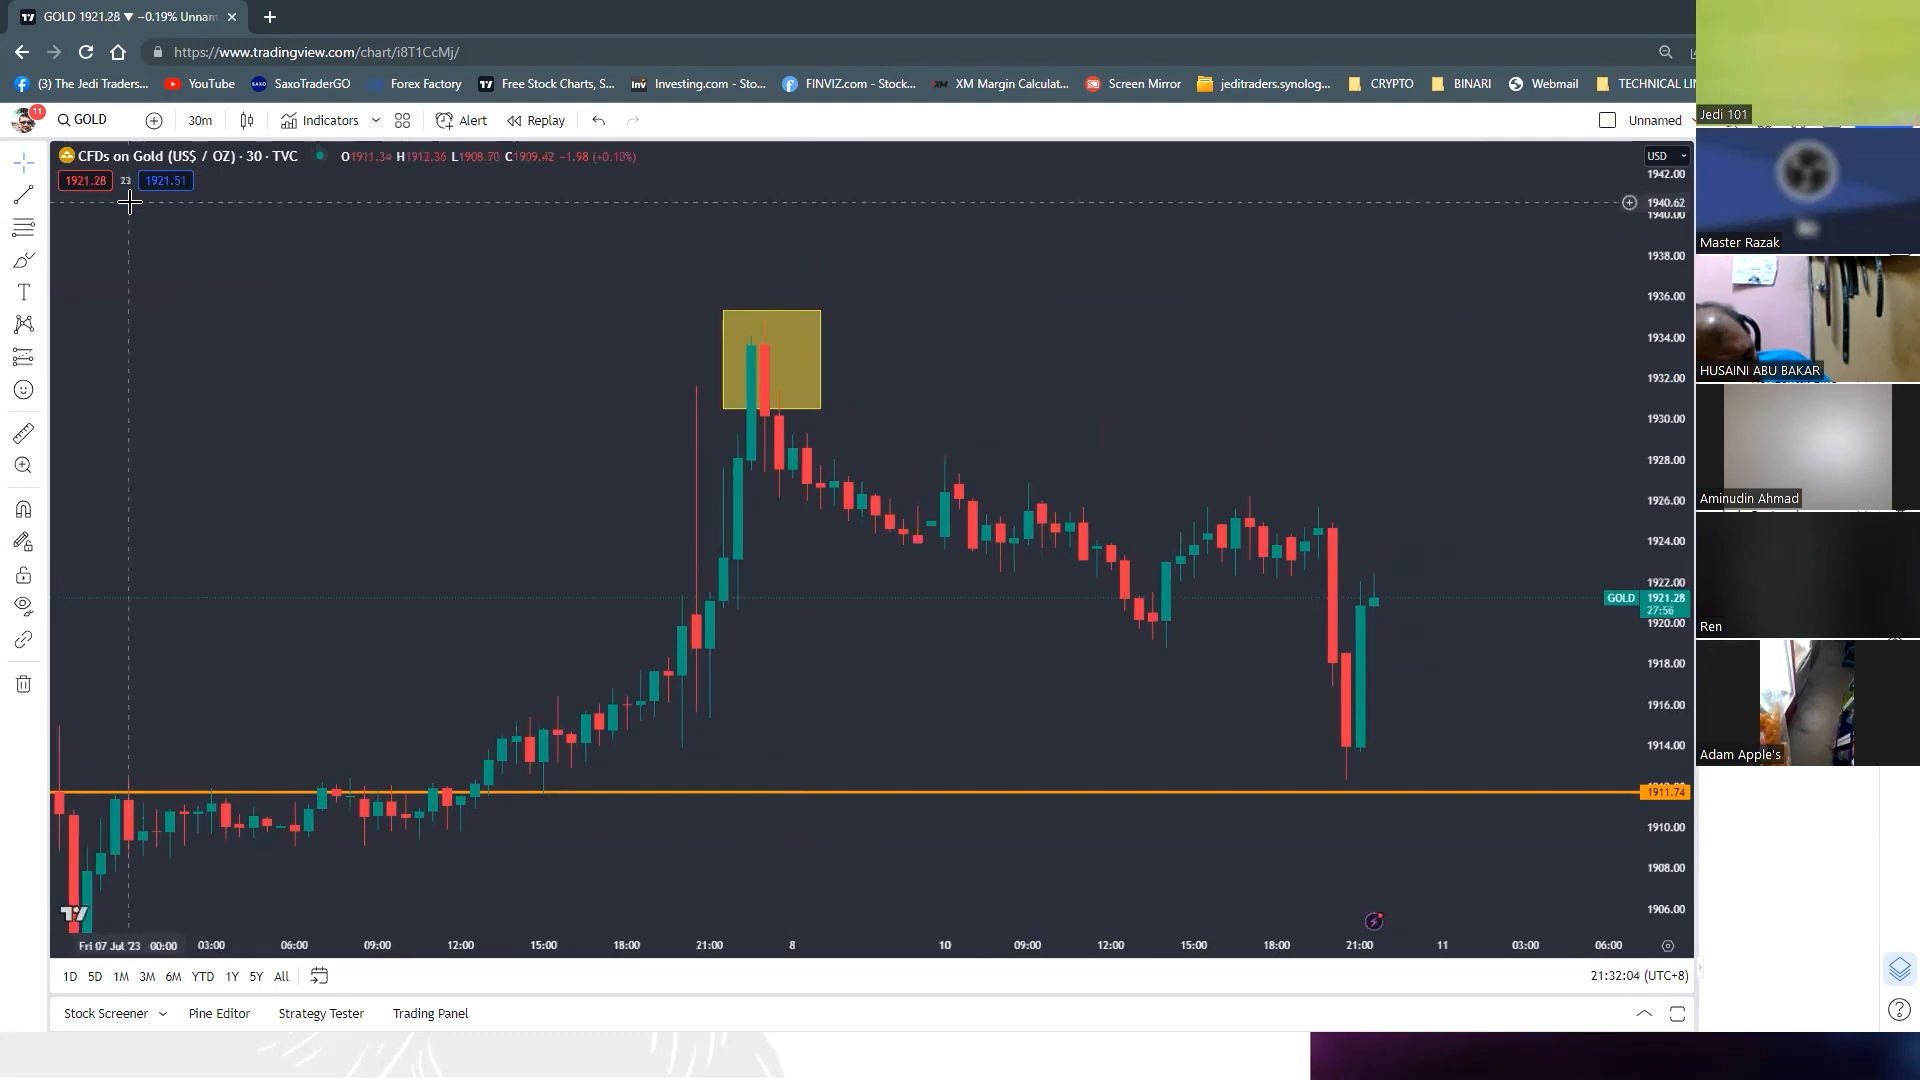 GOLD 1921.28 ▼ −0.19% Unnam
https://www.tradingview.com/chart/i8T1CcMj/
(3) The Jedi Traders... YouTube SaxoTraderGO Forex Factory Free Stock Charts, S... Investing.com - Sto... FINVIZ.com - Stock... XM Margin Calculat... Screen Mirror jeditraders.synolog... CRYPTO BINARI Webmail TECHNICAL LIN
11
GOLD 30m Indicators Alert Replay Unnamed
CFDs on Gold (US$ / OZ) · 30 · TVC O1911.34 H1912.36 L1908.70 C1909.42 −1.98 (+0.10%)
1921.28 23 1921.51
USD
1942.00
1940.62
1940.00
1938.00
1936.00
1934.00
1932.00
1930.00
1928.00
1926.00
1924.00
1922.00
GOLD 1921.28
27:56
1920.00
1918.00
1916.00
1914.00
1911.74
1910.00
1908.00
1906.00
Fri 07 Jul '23 00:00 03:00 06:00 09:00 12:00 15:00 18:00 21:00 8 10 09:00 12:00 15:00 18:00 21:00 11 03:00 06:00
1D 5D 1M 3M 6M YTD 1Y 5Y All 21:32:04 (UTC+8)
Stock Screener Pine Editor Strategy Tester Trading Panel
Jedi 101
Master Razak
HUSAINI ABU BAKAR
Aminudin Ahmad
Ren
Adam Apple's